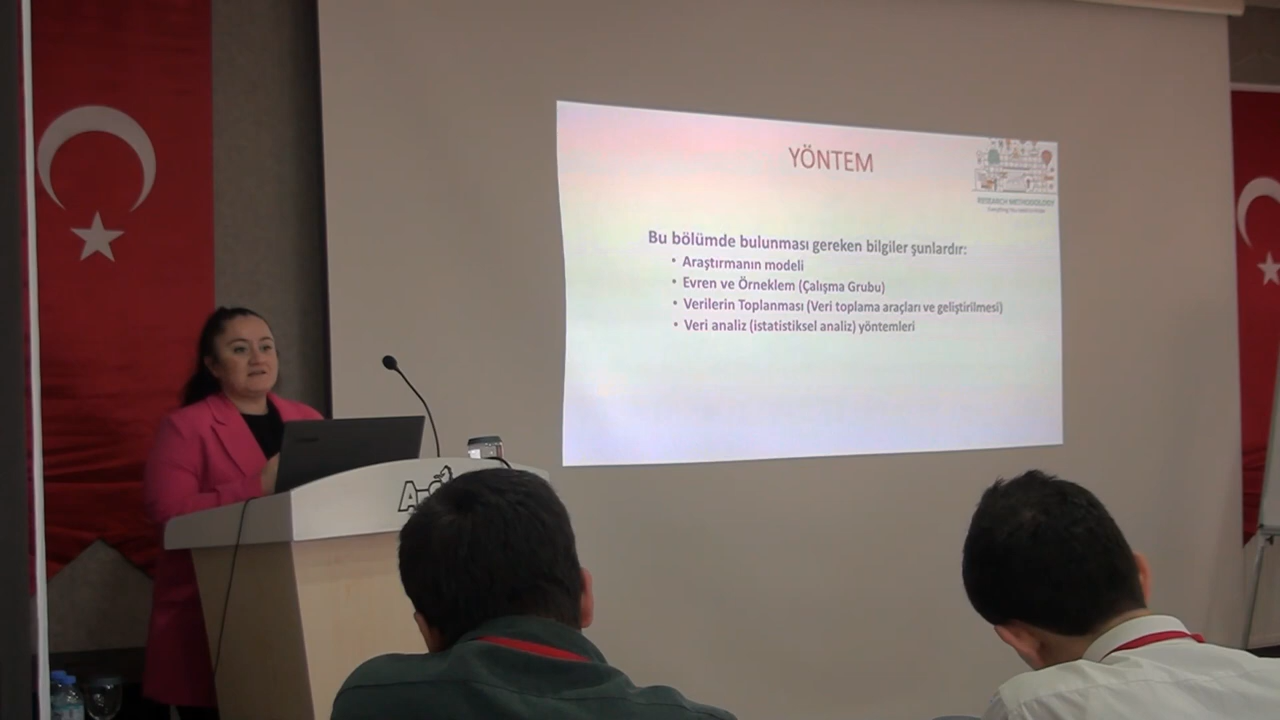 YÖNTEM
RESEARCH METHODOLOGY
Bu bölümde bulunması gereken bilgiler şunlardır:
• Araştırmanın modeli
• Evren ve Örneklem (Çalışma Grubu)
• Verilerin Toplanması (Veri toplama araçları ve geliştirilmesi)
• Veri analiz (istatistiksel analiz) yöntemleri